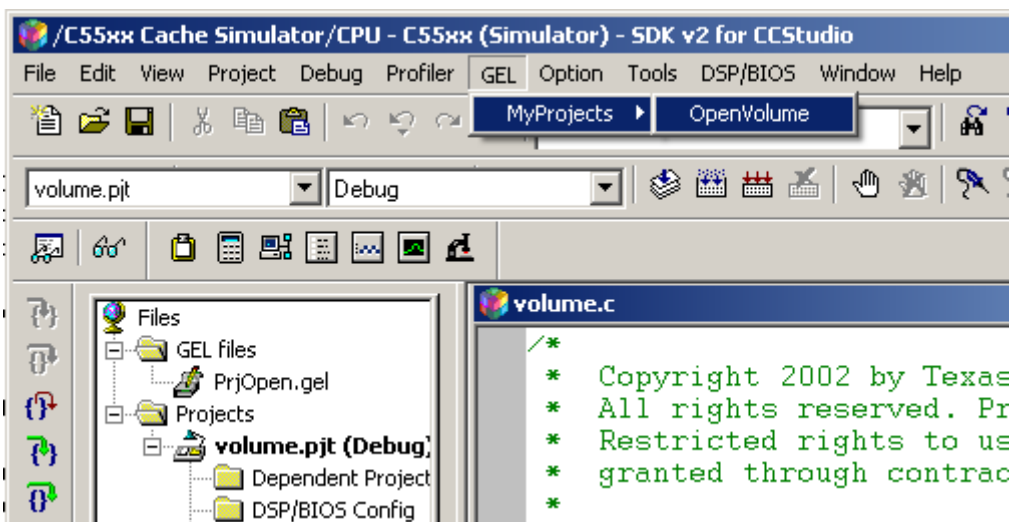 /C55xx Cache Simulator/CPU - C55xx (Simulator) - SDK v2 for CCStudio
File Edit View Project Debug Profiler GEL Option Tools DSP/BIOS Window Help
MyProjects OpenVolume
volume.pjt Debug
Files
GEL files
PrjOpen.gel
Projects
volume.pjt (Debug)
Dependent Project
DSP/BIOS Config
volume.c
/*
* Copyright 2002 by Texas
* All rights reserved. Pr
* Restricted rights to us
* granted through contrac
*